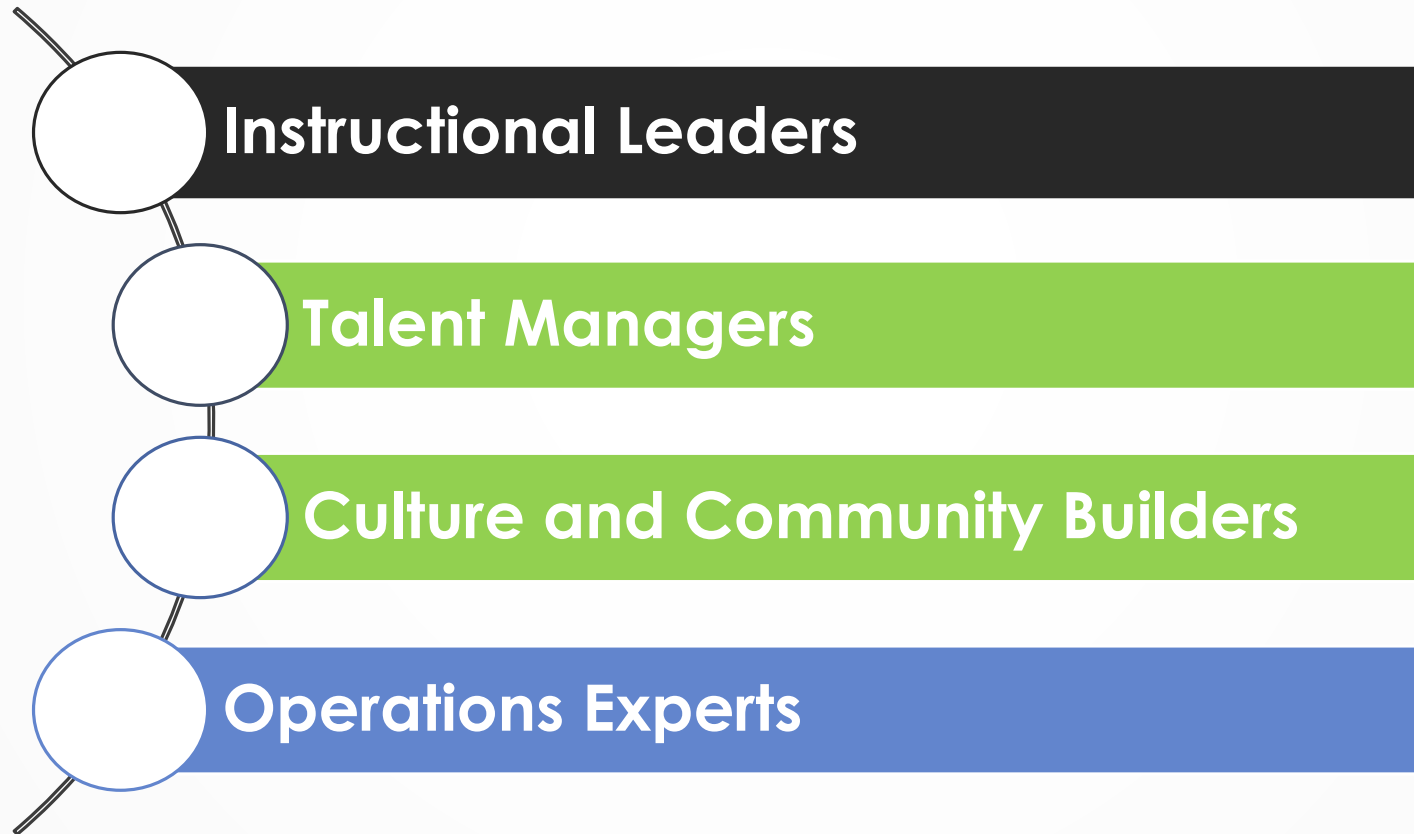 Instructional Leaders
Talent Managers
Culture and Community Builders
Operations Experts